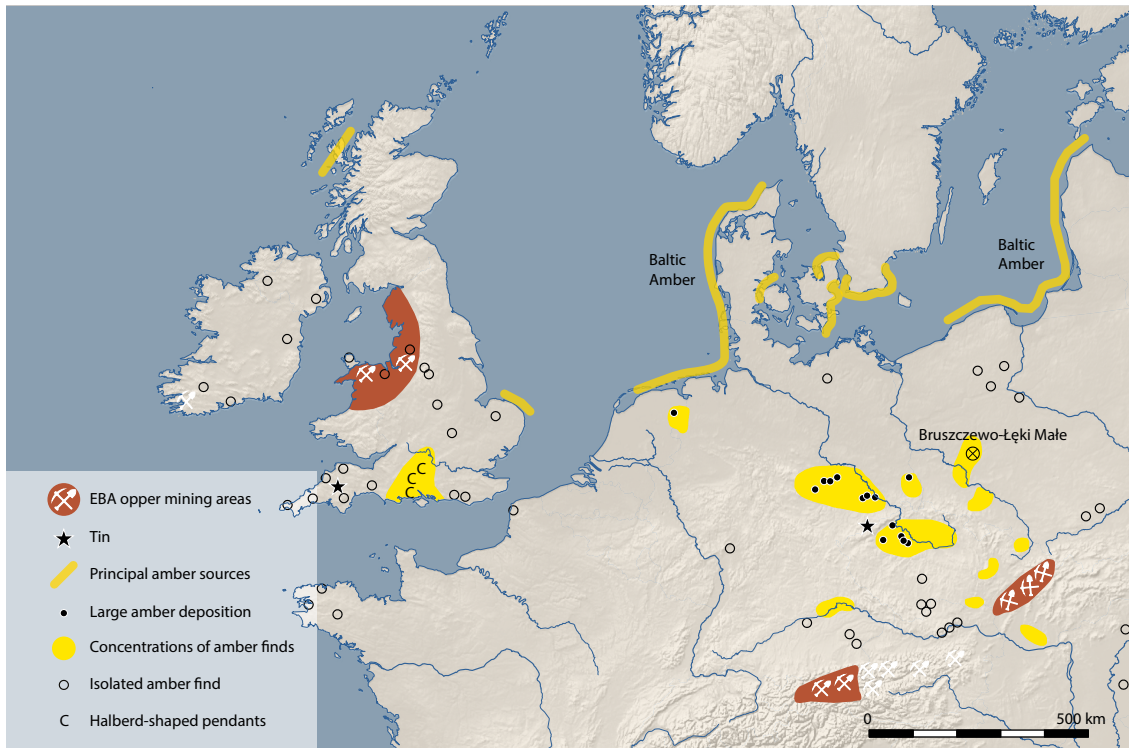 Baltic
Amber
Baltic
Amber
Bruszczewo-Łęki Małe
EBA opper mining areas
Tin
Principal amber sources
Large amber deposition
Concentrations of amber finds
Isolated amber find
C Halberd-shaped pendants
C
C
C
0 500 km